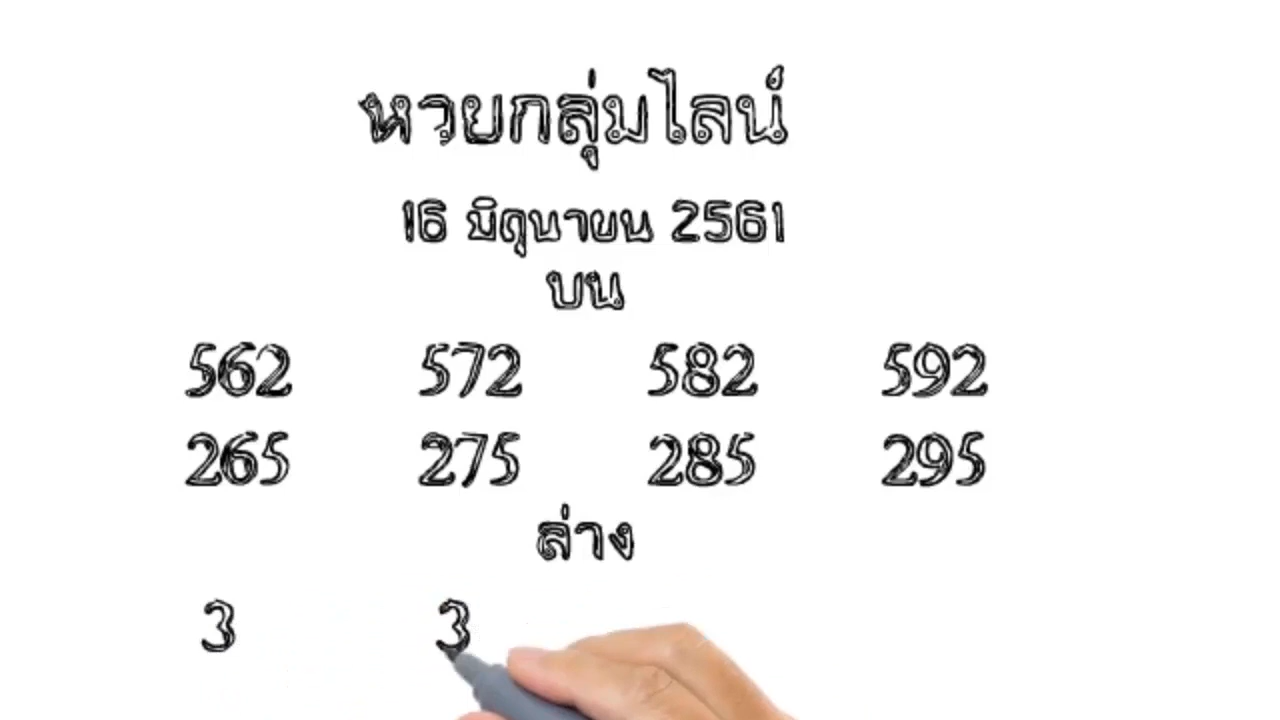 หวยกลุ่มไลน์
16 มิถุนายน 2561
บน
562 572 582 592
265 275 285 295
ล่าง
3 3